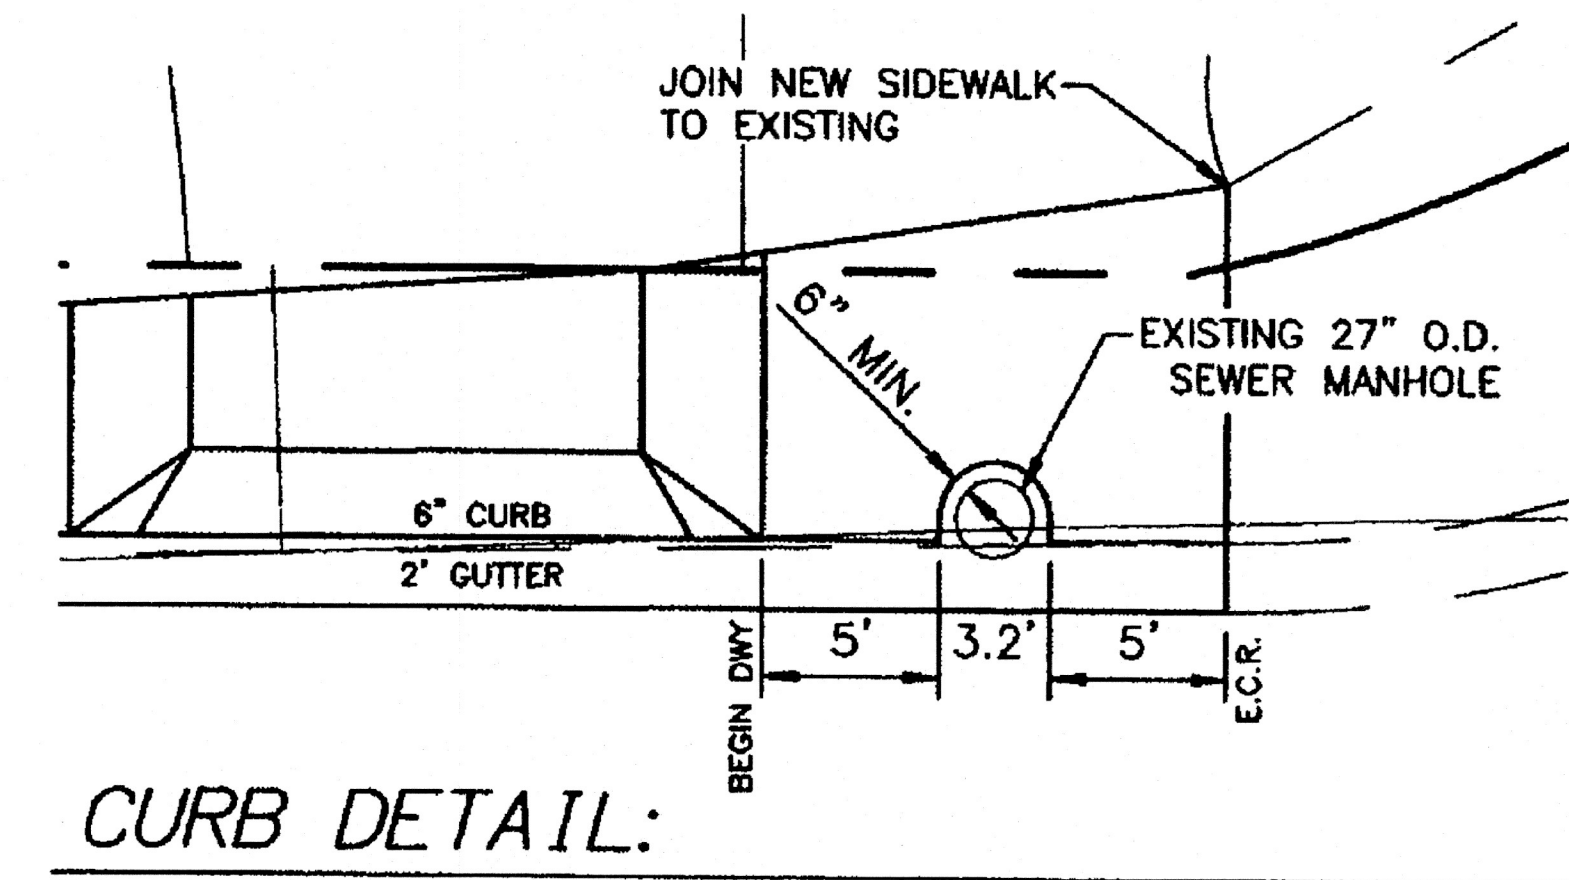 JOIN NEW SIDEWALK
TO EXISTING
6" MIN.
EXISTING 27" O.D.
SEWER MANHOLE
6" CURB
2' GUTTER
BEGIN DWY
5'
3.2'
5'
E.C.R.
CURB DETAIL: